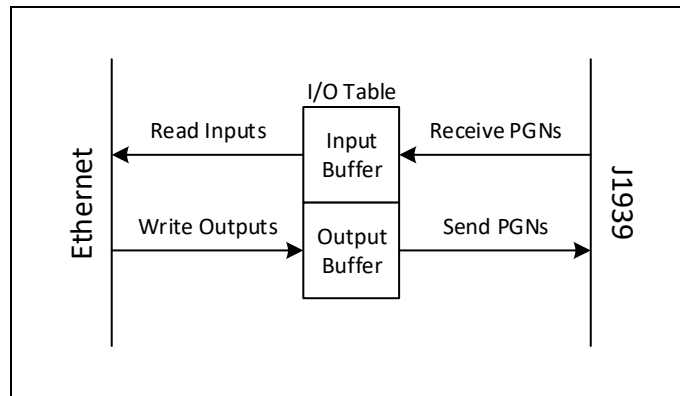 I/O Table
Read Inputs
Input
Buffer
Receive PGNs
Ethernet
J1939
Write Outputs
Output
Buffer
Send PGNs